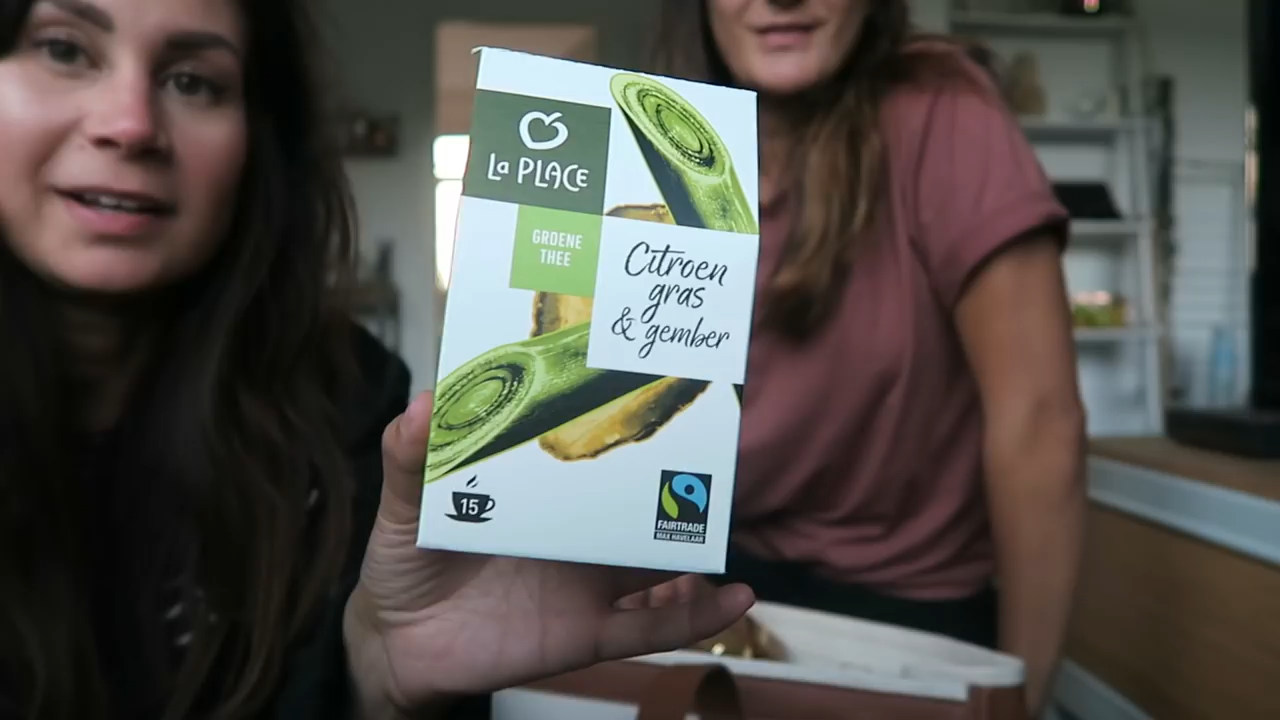 La PLACE
GROENE
THEE
Citroen
gras
& gember
15
FAIRTRADE
MAX HAVELAAR